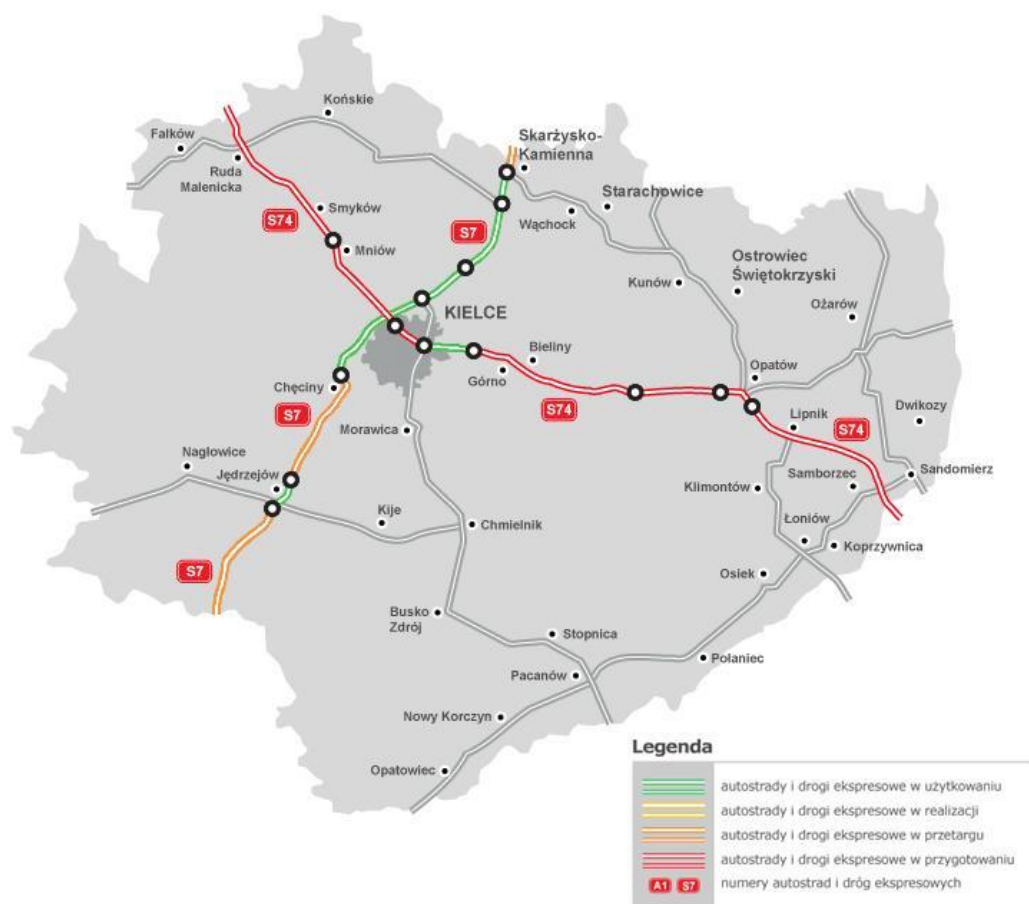 Końskie
Fałków
Skarżysko-
Kamienna
Ruda
Malenicka
Starachowice
Smyków
S74
S7
Wąchock
Mniów
Ostrowiec
Świętokrzyski
Kunów
Ożarów
KIELCE
Bieliny
Opatów
Górno
Chęciny
S7
S74
Dwikozy
Lipnik
S74
Morawica
Nagłowice
Jędrzejów
Samborzec
Sandomierz
Klimontów
Kije
Chmielnik
Łoniów
Koprzywnica
S7
Osiek
Busko
Zdrój
Stopnica
Połaniec
Pacanów
Nowy Korczyn
Opatowiec
Legenda
autostrady i drogi ekspresowe w użytkowaniu
autostrady i drogi ekspresowe w realizacji
autostrady i drogi ekspresowe w przetargu
autostrady i drogi ekspresowe w przygotowaniu
A1 S7 numery autostrad i dróg ekspresowych